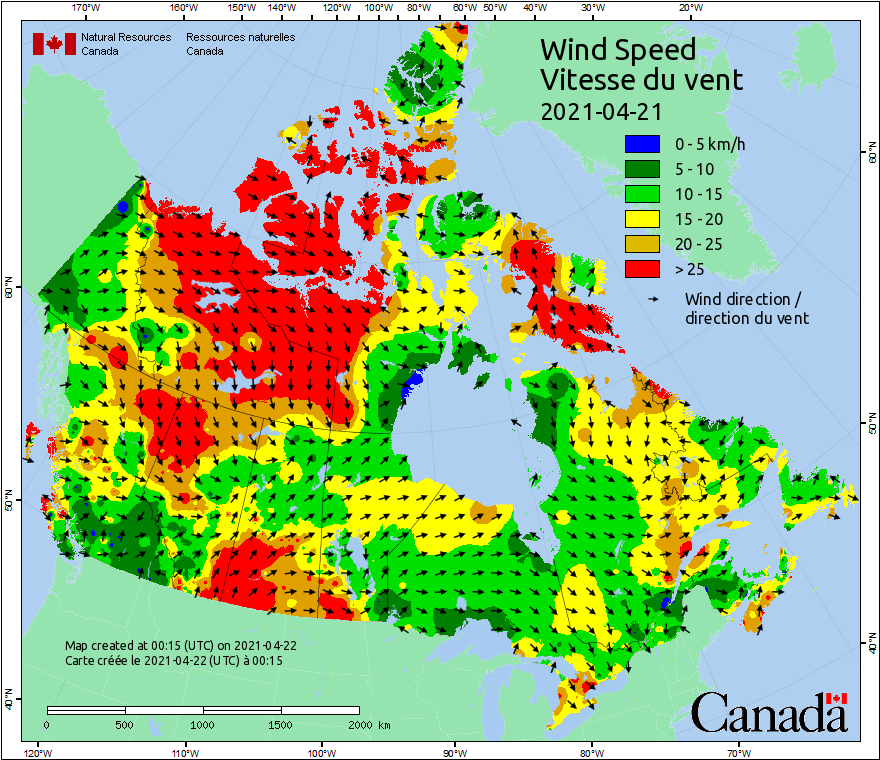 170°W 160°W 150°W 140°W 130°W 120°W 110°W 100°W 80°W 60°W 50°W 40°W 30°W 20°W
Natural Resources Canada
Ressources naturelles Canada
Wind Speed
Vitesse du vent
2021-04-21
0 - 5 km/h
5 - 10
10 - 15
15 - 20
20 - 25
> 25
Wind direction /
direction du vent
60°N
50°N
40°N
60°N
50°N
40°N
Map created at 00:15 (UTC) on 2021-04-22
Carte créée le 2021-04-22 (UTC) à 00:15
0 500 1000 1500 2000 km
Canada
120°W 110°W 100°W 90°W 80°W 70°W